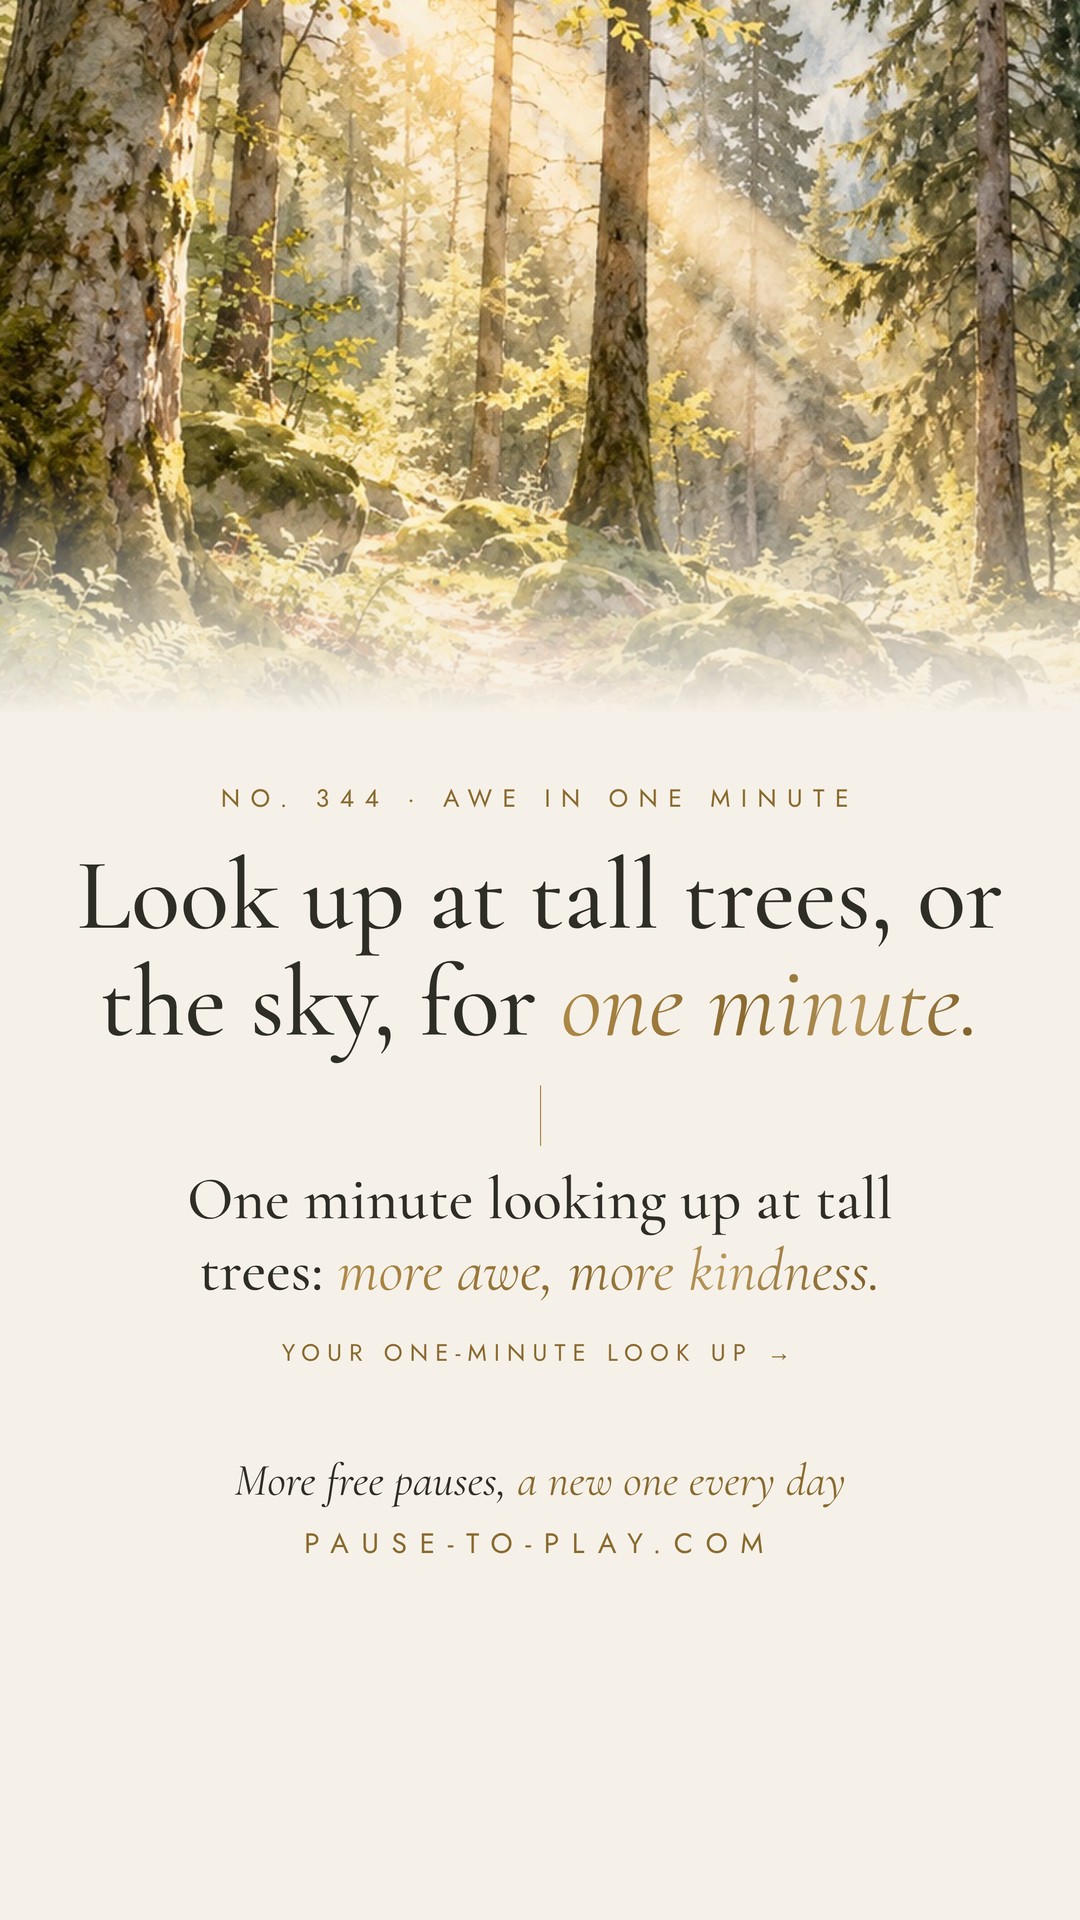 NO. 344 · AWE IN ONE MINUTE
Look up at tall trees, or
the sky, for one minute.
One minute looking up at tall
trees: more awe, more kindness.
YOUR ONE-MINUTE LOOK UP →
More free pauses, a new one every day
PAUSE-TO-PLAY.COM